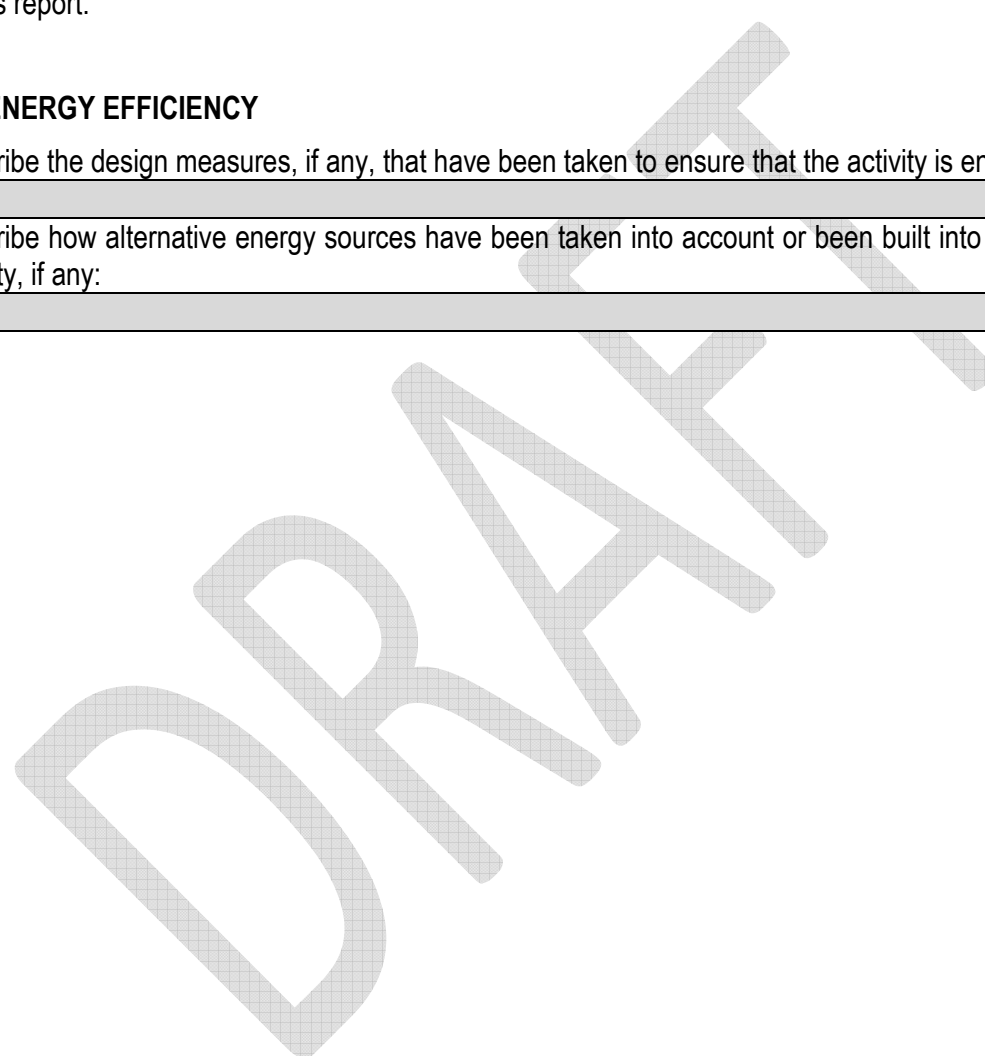 s report.
ENERGY EFFICIENCY
ribe the design measures, if any, that have been taken to ensure that the activity is en
ribe how alternative energy sources have been taken into account or been built into
ty, if any:
DRAFT